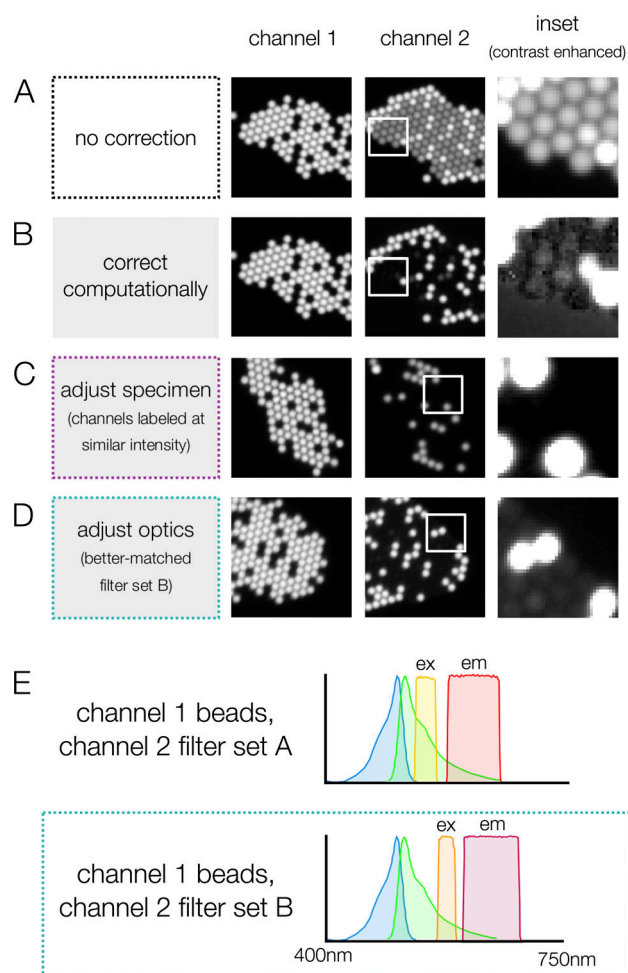 channel 1
channel 2
inset
(contrast enhanced)
A
no correction
B
correct
computationally
C
adjust specimen
(channels labeled at
similar intensity)
D
adjust optics
(better-matched
filter set B)
E
channel 1 beads,
channel 2 filter set A
ex
em
channel 1 beads,
channel 2 filter set B
ex
em
400nm
750nm